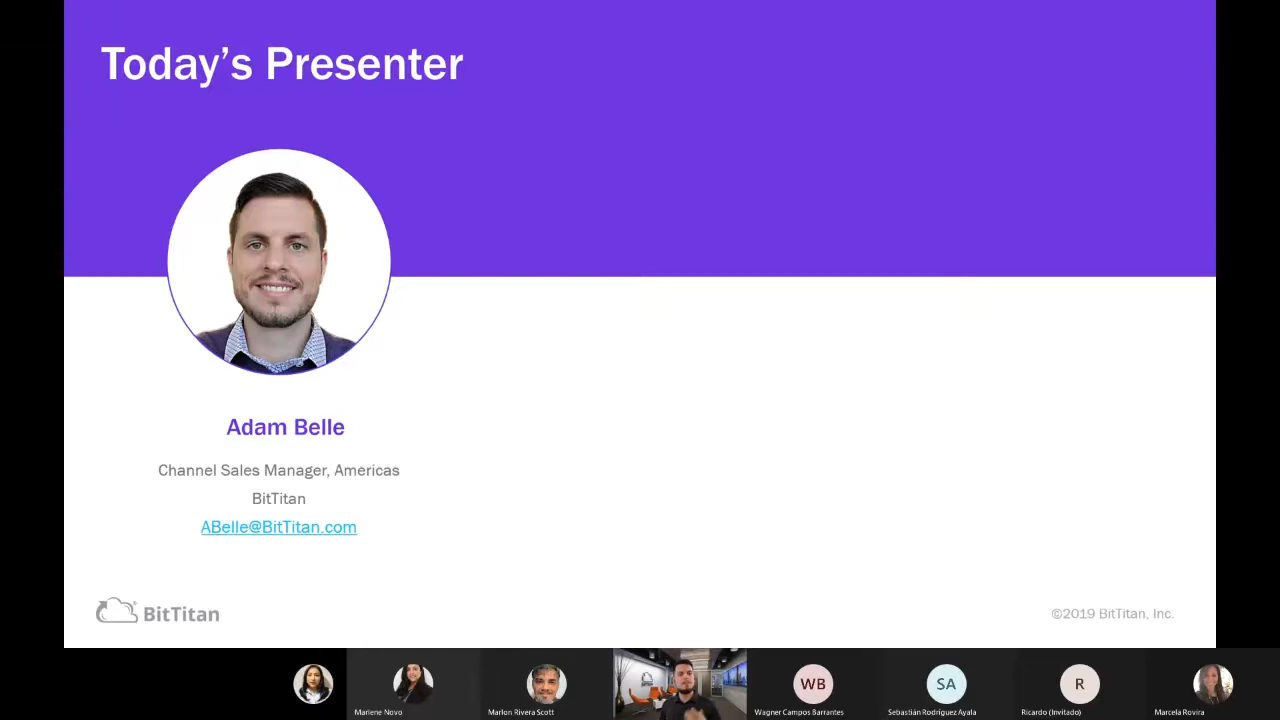 Today's Presenter
Adam Belle
Channel Sales Manager, Americas
BitTitan
ABelle@BitTitan.com
BitTitan
©2019 BitTitan, Inc.
WB
SA
R
Marlene Novo
Marlon Rivera Scott
Wagner Campos Barrantes
Sebastián Rodríguez Ayala
Ricardo (Invitado)
Marcela Rovira